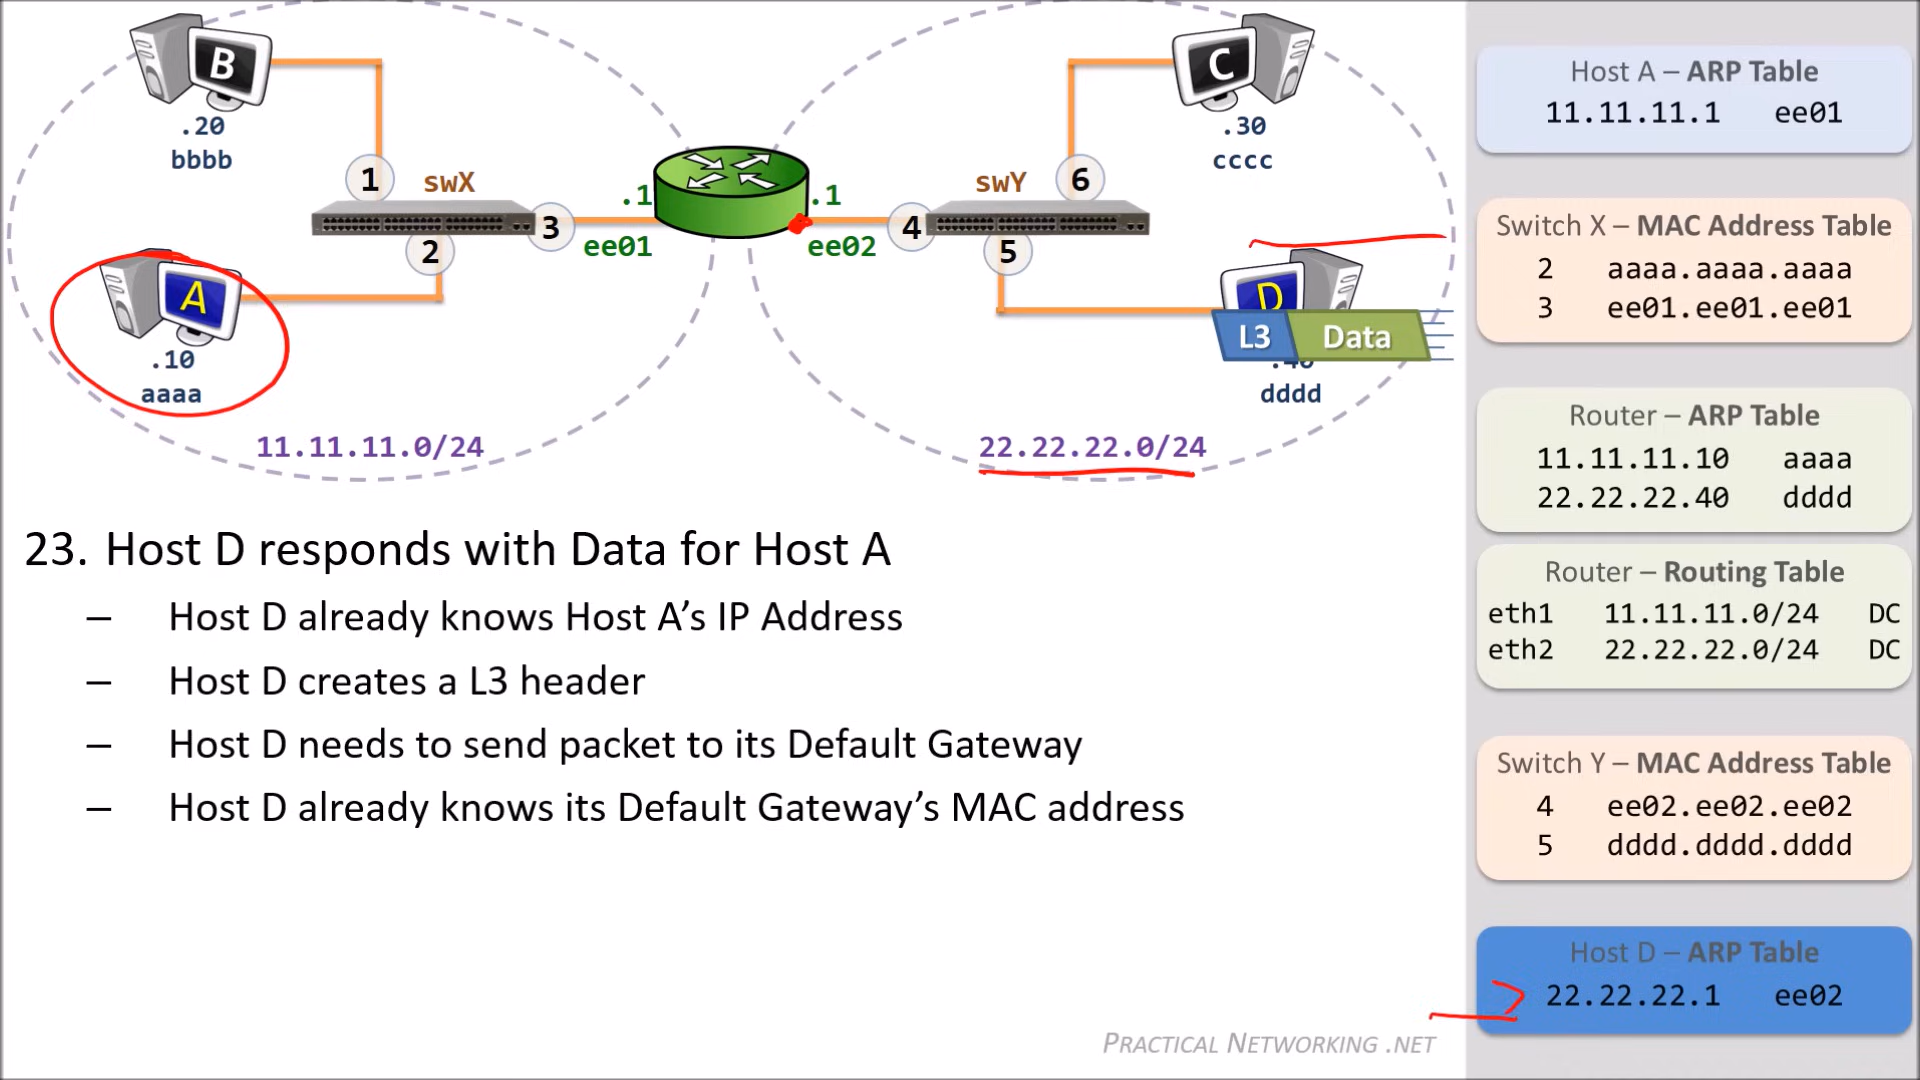 B
.20
bbbb
1
swX
2
3
A
.10
aaaa
11.11.11.0/24
.1
ee01
.1
ee02
C
.30
cccc
swY
6
4
5
D
L3 Data
.40
dddd
22.22.22.0/24
23. Host D responds with Data for Host A
– Host D already knows Host A’s IP Address
– Host D creates a L3 header
– Host D needs to send packet to its Default Gateway
– Host D already knows its Default Gateway’s MAC address
PRACTICAL NETWORKING .NET
Host A – ARP Table
11.11.11.1 ee01
Switch X – MAC Address Table
2 aaaa.aaaa.aaaa
3 ee01.ee01.ee01
Router – ARP Table
11.11.11.10 aaaa
22.22.22.40 dddd
Router – Routing Table
eth1 11.11.11.0/24 DC
eth2 22.22.22.0/24 DC
Switch Y – MAC Address Table
4 ee02.ee02.ee02
5 dddd.dddd.dddd
Host D – ARP Table
22.22.22.1 ee02